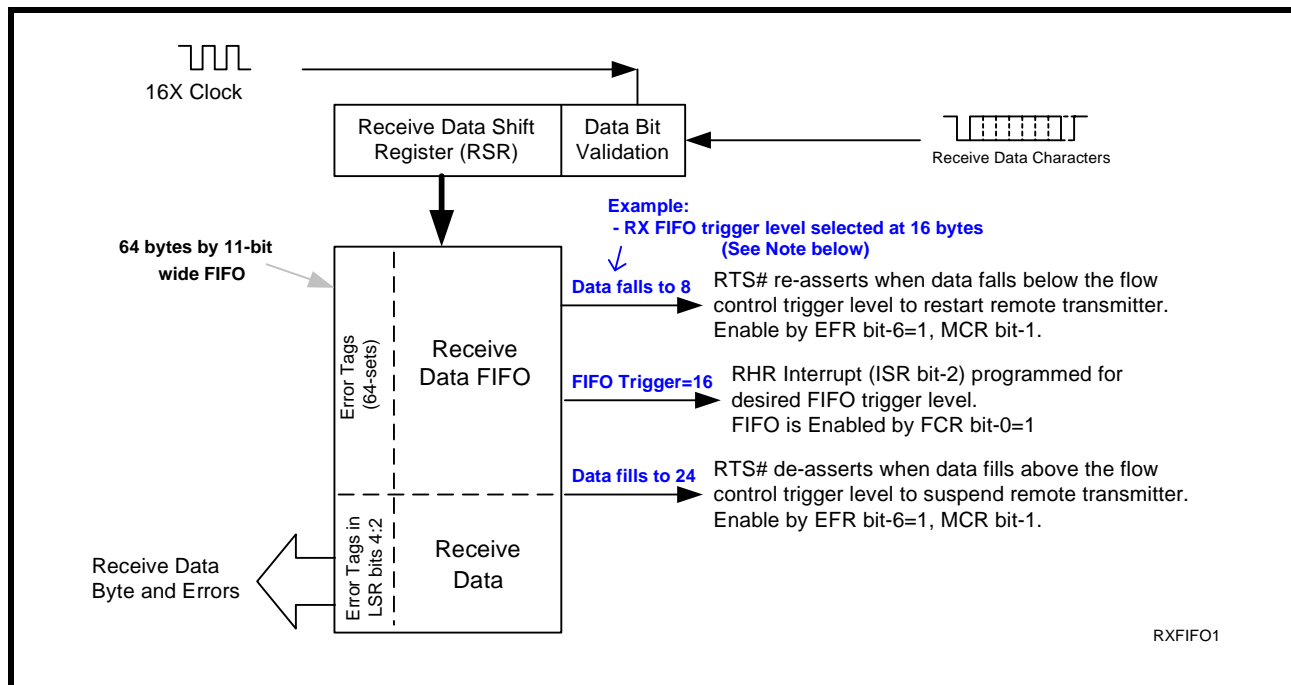 16X Clock
Receive Data Shift
Register (RSR)
Data Bit
Validation
Receive Data Characters
Example:
- RX FIFO trigger level selected at 16 bytes
(See Note below)
64 bytes by 11-bit
wide FIFO
Error Tags
(64-sets)
Receive
Data FIFO
Data falls to 8
RTS# re-asserts when data falls below the flow
control trigger level to restart remote transmitter.
Enable by EFR bit-6=1, MCR bit-1.
FIFO Trigger=16
RHR Interrupt (ISR bit-2) programmed for
desired FIFO trigger level.
FIFO is Enabled by FCR bit-0=1
Data fills to 24
RTS# de-asserts when data fills above the flow
control trigger level to suspend remote transmitter.
Enable by EFR bit-6=1, MCR bit-1.
Error Tags in
LSR bits 4:2
Receive
Data
Receive Data
Byte and Errors
RXFIFO1